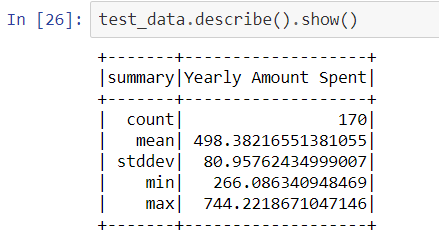 In [26]: test_data.describe().show()
+-------+-------------------+
|summary|Yearly Amount Spent|
+-------+-------------------+
|  count|                170|
|   mean| 498.38216551381055|
| stddev|  80.95762434999007|
|    min|   266.086340948469|
|    max|  744.2218671047146|
+-------+-------------------+